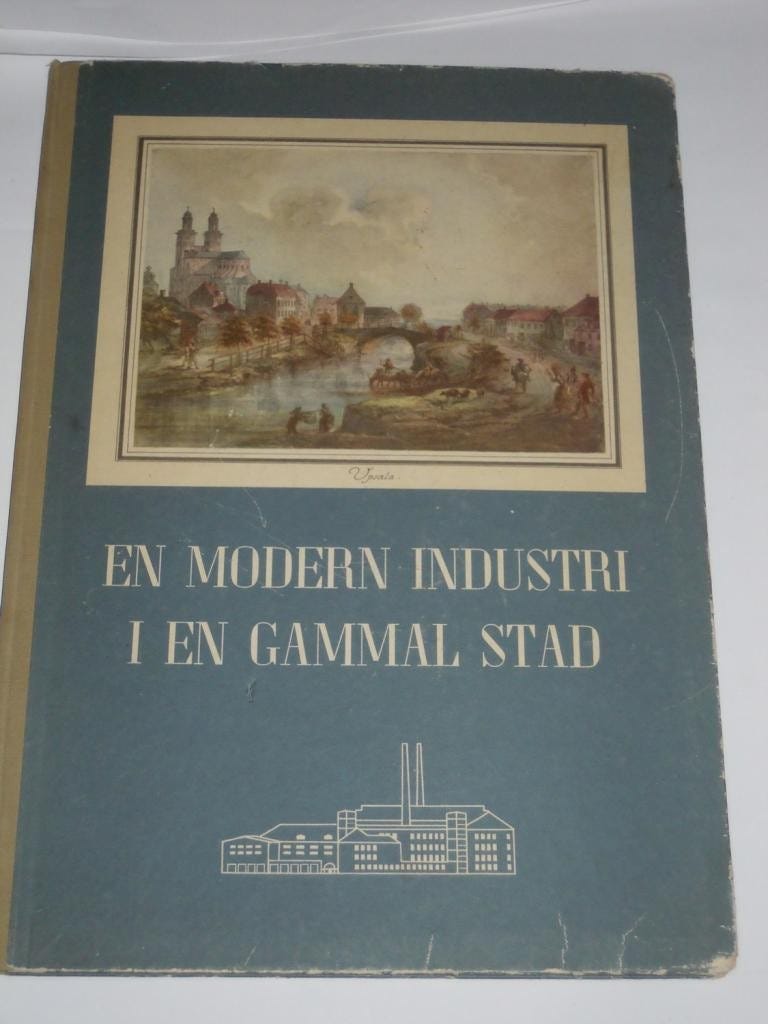 Upsala.
EN MODERN INDUSTRI
I EN GAMMAL STAD